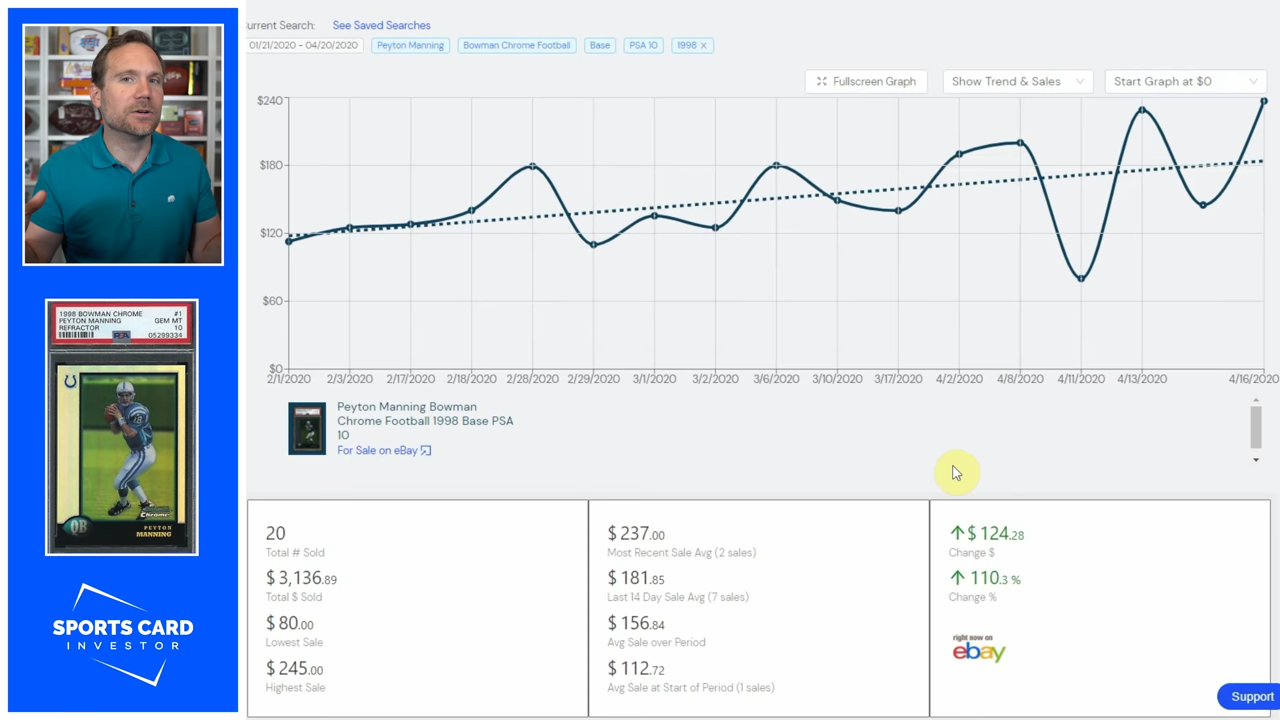 urrent Search: See Saved Searches
01/21/2020 - 04/20/2020 Peyton Manning Bowman Chrome Football Base PSA 10 1998 X
Fullscreen Graph Show Trend & Sales Start Graph at $0
$240
$180
$120
$60
$0
2/1/2020 2/3/2020 2/17/2020 2/18/2020 2/28/2020 2/29/2020 3/1/2020 3/2/2020 3/6/2020 3/10/2020 3/17/2020 4/2/2020 4/8/2020 4/11/2020 4/13/2020 4/16/2020
Peyton Manning Bowman
Chrome Football 1998 Base PSA
10
For Sale on eBay
20
Total # Sold
$ 3,136.89
Total $ Sold
$ 80.00
Lowest Sale
$ 245.00
Highest Sale
$ 237.00
Most Recent Sale Avg (2 sales)
$ 181.85
Last 14 Day Sale Avg (7 sales)
$ 156.84
Avg Sale over Period
$ 112.72
Avg Sale at Start of Period (1 sales)
$ 124.28
Change $
110.3 %
Change %
right now on
ebay
Support
1998 BOWMAN CHROME #1
PEYTON MANNING GEM MT
REFRACTOR 10
PSA 05299334
18
Chrome
QB PEYTON
MANNING
SPORTS CARD
INVESTOR